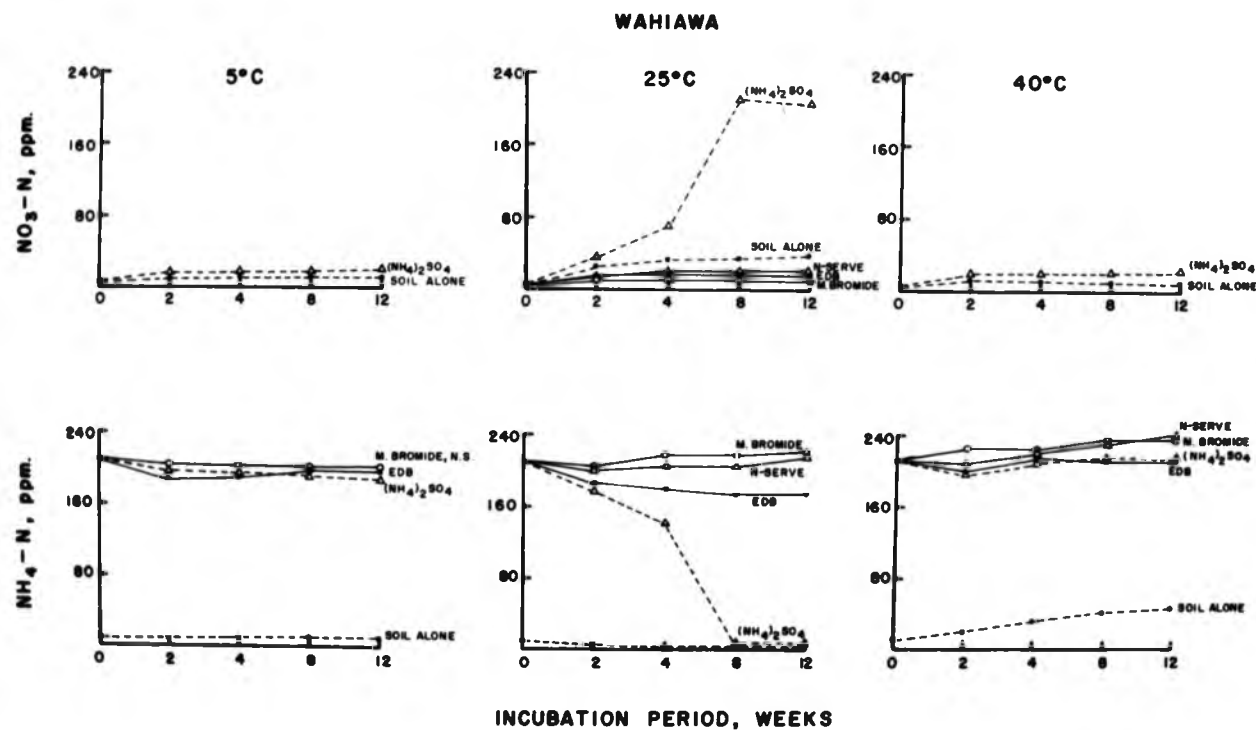 WAHIAWA
5°C
25°C
40°C
NO₃–N, ppm.
240
160
80
(NH₄)₂SO₄
SOIL ALONE
0 2 4 8 12
240
160
80
(NH₄)₂SO₄
SOIL ALONE
N-SERVE
EDB
M. BROMIDE
0 2 4 8 12
240
160
80
(NH₄)₂SO₄
SOIL ALONE
0 2 4 8 12
NH₄–N, ppm.
240
160
80
M. BROMIDE, N.S.
EDB
(NH₄)₂SO₄
SOIL ALONE
0 2 4 8 12
240
160
80
M. BROMIDE
N-SERVE
EDB
(NH₄)₂SO₄
0 2 4 8 12
240
160
80
N-SERVE
M. BROMIDE
(NH₄)₂SO₄
EDB
SOIL ALONE
0 2 4 8 12
INCUBATION PERIOD, WEEKS